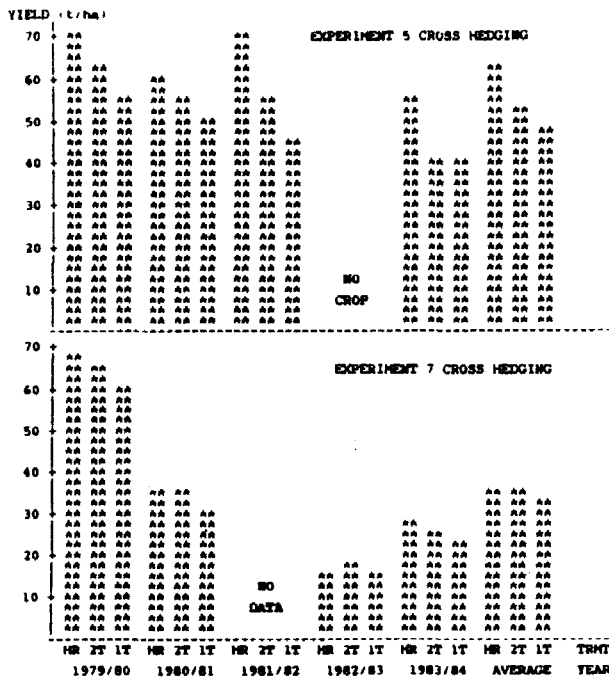 YIELD (t/ha)
70
EXPERIMENT 5 CROSS HEDGING
60
50
40
30
20
NO
10
CROP
70
EXPERIMENT 7 CROSS HEDGING
60
50
40
30
20
NO
10
DATA
HR 2T 1T HR 2T 1T HR 2T 1T HR 2T 1T HR 2T 1T HR 2T 1T TRMT
1979/80 1980/81 1981/82 1982/83 1983/84 AVERAGE YEAR